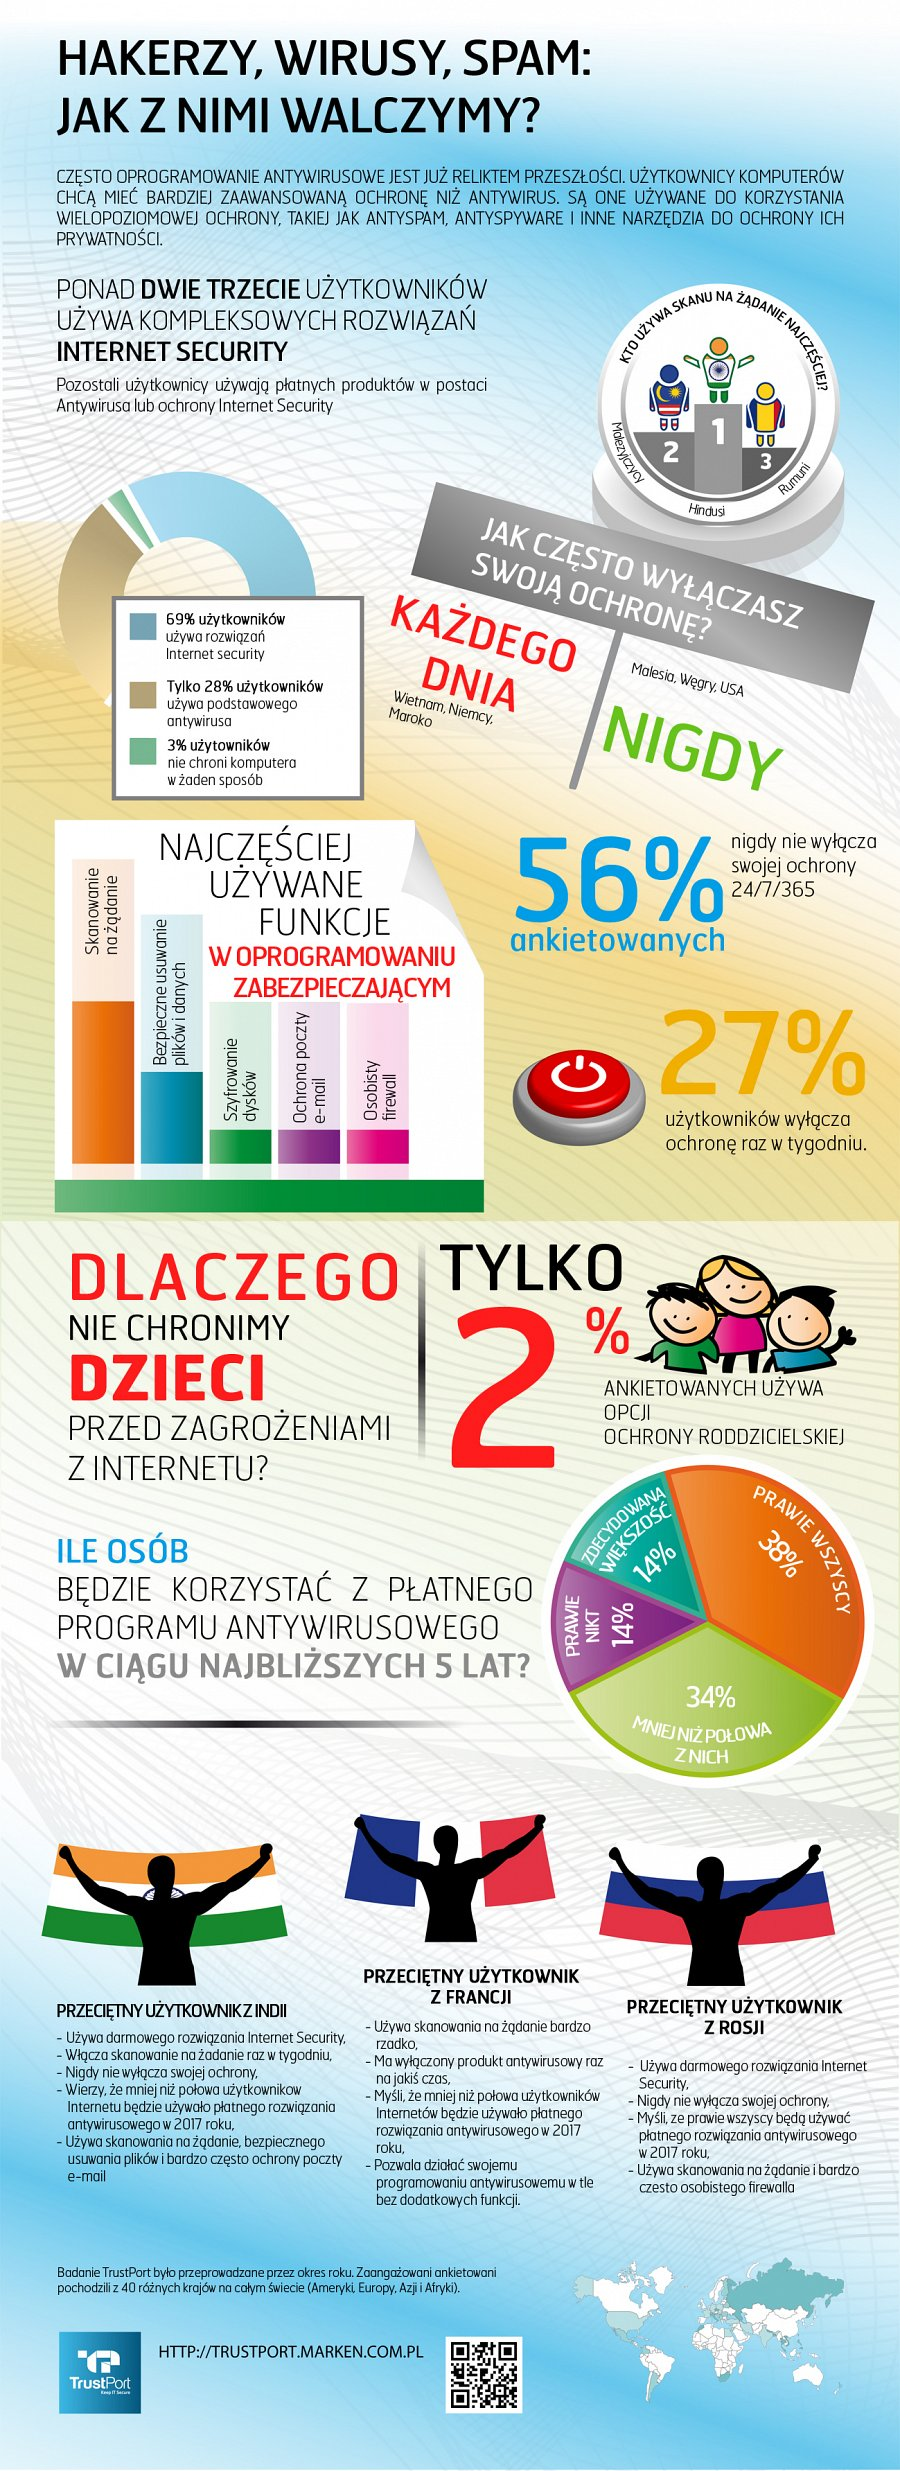 HAKERZY, WIRUSY, SPAM:
JAK Z NIMI WALCZYMY?
CZĘSTO OPROGRAMOWANIE ANTYWIRUSOWE JEST JUŻ RELIKTEM PRZESZŁOŚCI. UŻYTKOWNICY KOMPUTERÓW
CHCĄ MIEĆ BARDZIEJ ZAAWANSOWANĄ OCHRONĘ NIŻ ANTYWIRUS. SĄ ONE UŻYWANE DO KORZYSTANIA
WIELOPOZIOMOWEJ OCHRONY, TAKIEJ JAK ANTYSPAM, ANTYSPYWARE I INNE NARZĘDZIA DO OCHRONY ICH
PRYWATNOŚCI.
PONAD DWIE TRZECIE UŻYTKOWNIKÓW
UŻYWA KOMPLEKSOWYCH ROZWIĄZAŃ
INTERNET SECURITY
Pozostali użytkownicy używają płatnych produktów w postaci
Antywirusa lub ochrony Internet Security
KTO UŻYWA SKANU NA ŻĄDANIE NAJCZĘŚCIEJ?
2
1
3
Malezyjczycy
Hindusi
Rumuni
69% użytkowników
używa rozwiązań
Internet security
Tylko 28% użytkowników
używa podstawowego
antywirusa
3% użytowników
nie chroni komputera
w żaden sposób
JAK CZĘSTO WYŁĄCZASZ
SWOJĄ OCHRONĘ?
KAŻDEGO
DNIA
Wietnam, Niemcy,
Maroko
Malesia, Węgry, USA
NIGDY
NAJCZĘŚCIEJ
UŻYWANE
FUNKCJE
W OPROGRAMOWANIU
ZABEZPIECZAJĄCYM
Skanowanie
na żądanie
Bezpieczne usuwanie
plików i danych
Szyfrowanie
dysków
Ochrona poczty
e-mail
Osobisty
firewall
56%
ankietowanych
nigdy nie wyłącza
swojej ochrony
24/7/365
27%
użytkowników wyłącza
ochronę raz w tygodniu.
DLACZEGO
NIE CHRONIMY
DZIECI
PRZED ZAGROŻENIAMI
Z INTERNETU?
TYLKO
2%
ANKIETOWANYCH UŻYWA
OPCJI
OCHRONY RODDZICIELSKIEJ
ILE OSÓB
BĘDZIE KORZYSTAĆ Z PŁATNEGO
PROGRAMU ANTYWIRUSOWEGO
W CIĄGU NAJBLIŻSZYCH 5 LAT?
ZDECYDOWANA
WIĘKSZOŚĆ
14%
PRAWIE WSZYSCY
38%
PRAWIE
NIKT
14%
34%
MNIEJ NIŻ POŁOWA
Z NICH
PRZECIĘTNY UŻYTKOWNIK Z INDII
- Używa darmowego rozwiązania Internet Security,
- Włącza skanowanie na żadanie raz w tygodniu,
- Nigdy nie wyłącza swojej ochrony,
- Wierzy, że mniej niż połowa użytkownikow
Internetu będzie używało płatnego rozwiązania
antywirusowego w 2017 roku,
- Używa skanowania na żądanie, bezpiecznego
usuwania plików i bardzo często ochrony poczty
e-mail
PRZECIĘTNY UŻYTKOWNIK
Z FRANCJI
- Używa skanowania na żądanie bardzo
rzadko,
- Ma wyłączony produkt antywirusowy raz
na jakiś czas,
- Myśli, że mniej niż połowa użytkowników
Internetów będzie używało płatnego
rozwiązania antywirusowego w 2017
roku,
- Pozwala działać swojemu
programowaniu antywirusowemu w tle
bez dodatkowych funkcji.
PRZECIĘTNY UŻYTKOWNIK
Z ROSJI
- Używa darmowego rozwiązania Internet
Security,
- Nigdy nie wyłącza swojej ochrony,
- Myśli, ze prawie wszyscy będą używać
płatnego rozwiązania antywirusowego
w 2017 roku,
- Używa skanowania na żądanie i bardzo
czesto osobistego firewalla
Badanie TrustPort było przeprowadzane przez okres roku. Zaangażowani ankietowani
pochodzili z 40 różnych krajów na całym świecie (Ameryki, Europy, Azji i Afryki).
TrustPort
Keep IT Secure
HTTP://TRUSTPORT.MARKEN.COM.PL